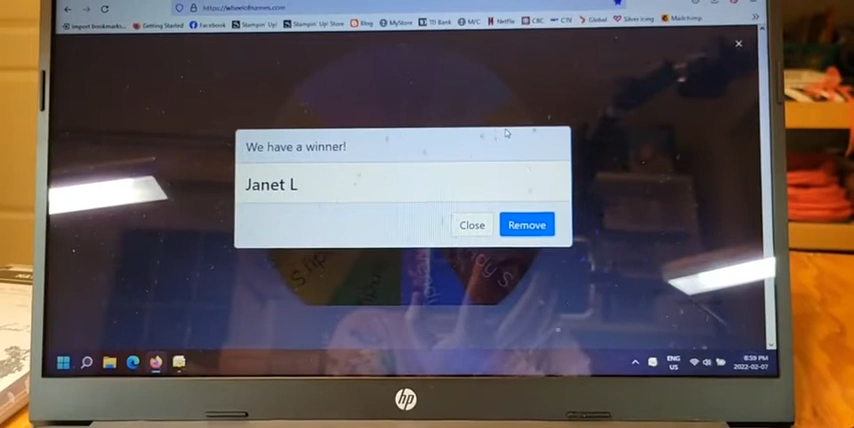 https://wheelofnames.com
Import bookmarks... Getting Started Facebook Stampin' Up! Stampin' Up! Store Blog MyStore TD Bank M/C Netflix CBC CTV Global Silver Icing Mailchimp
We have a winner!
Janet L
Close Remove
ENG
US
8:59 PM
2022-02-07
hp